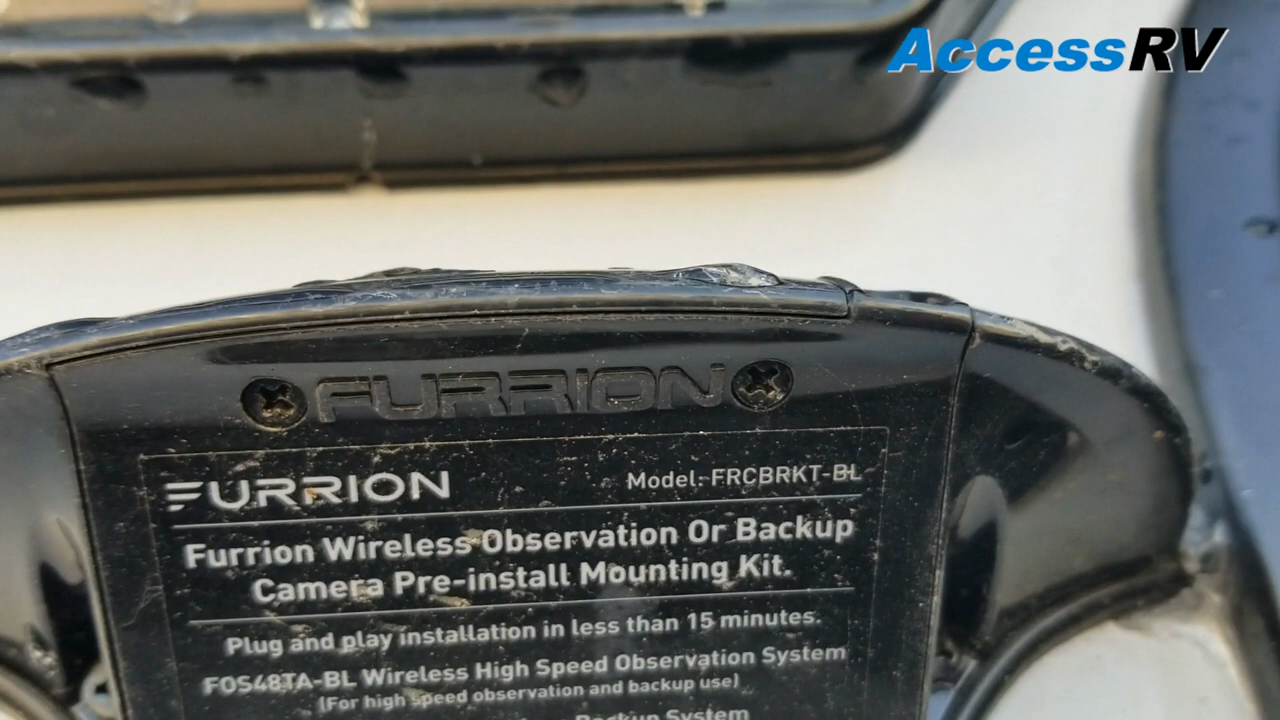 AccessRV
FURRION
FURRION
Model: FRCBRKT-BL
Furrion Wireless Observation Or Backup
Camera Pre-install Mounting Kit.
Plug and play installation in less than 15 minutes.
FOS48TA-BL Wireless High Speed Observation System
(For high speed observation and backup use)
Backup System